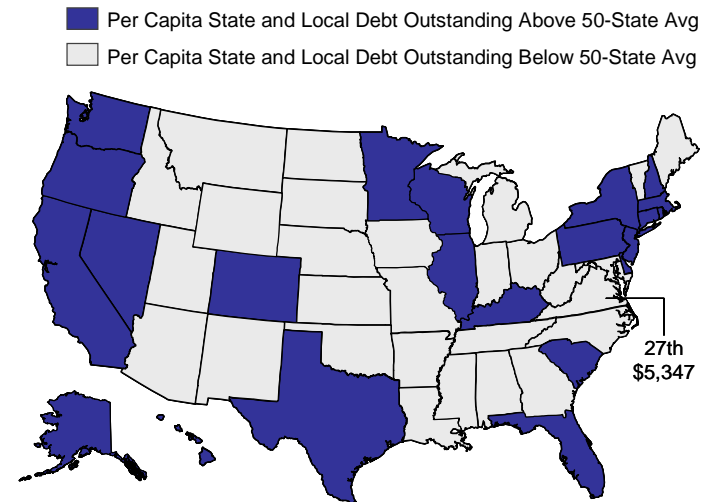 Per Capita State and Local Debt Outstanding Above 50-State Avg
Per Capita State and Local Debt Outstanding Below 50-State Avg
27th
$5,347